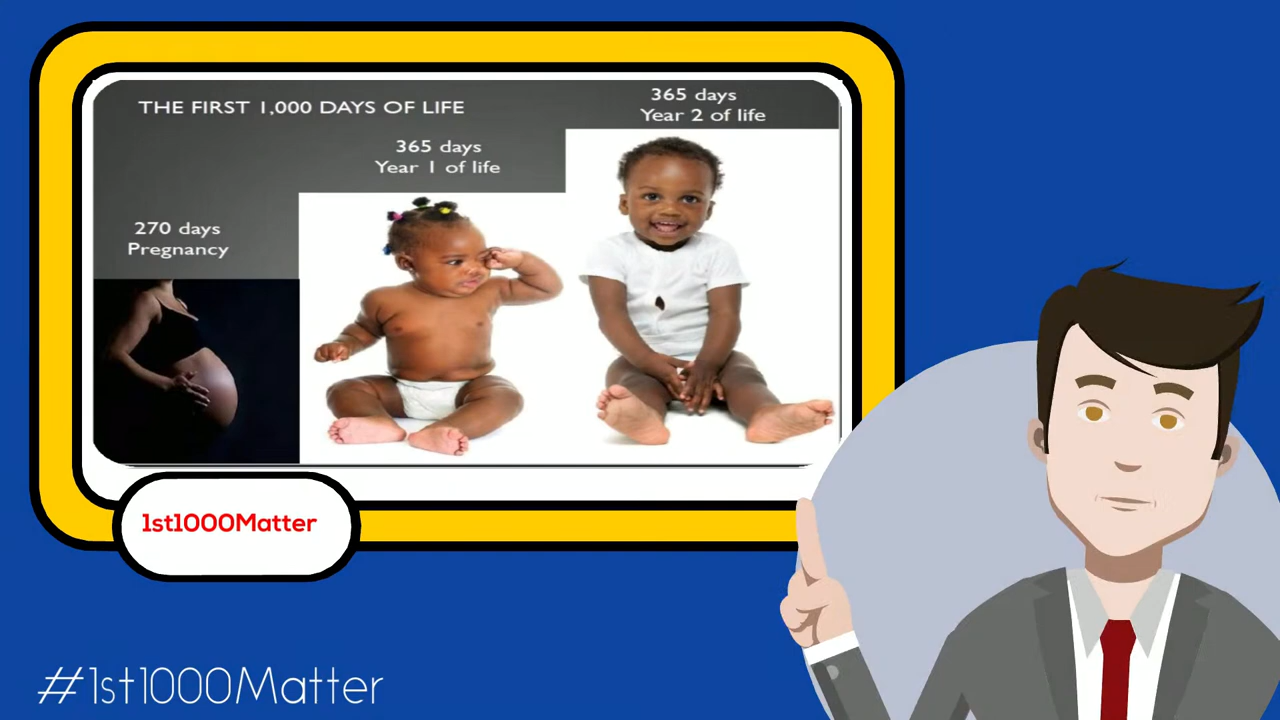 THE FIRST 1,000 DAYS OF LIFE
365 days
Year 2 of life
365 days
Year 1 of life
270 days
Pregnancy
1st1000Matter
#1st1000Matter